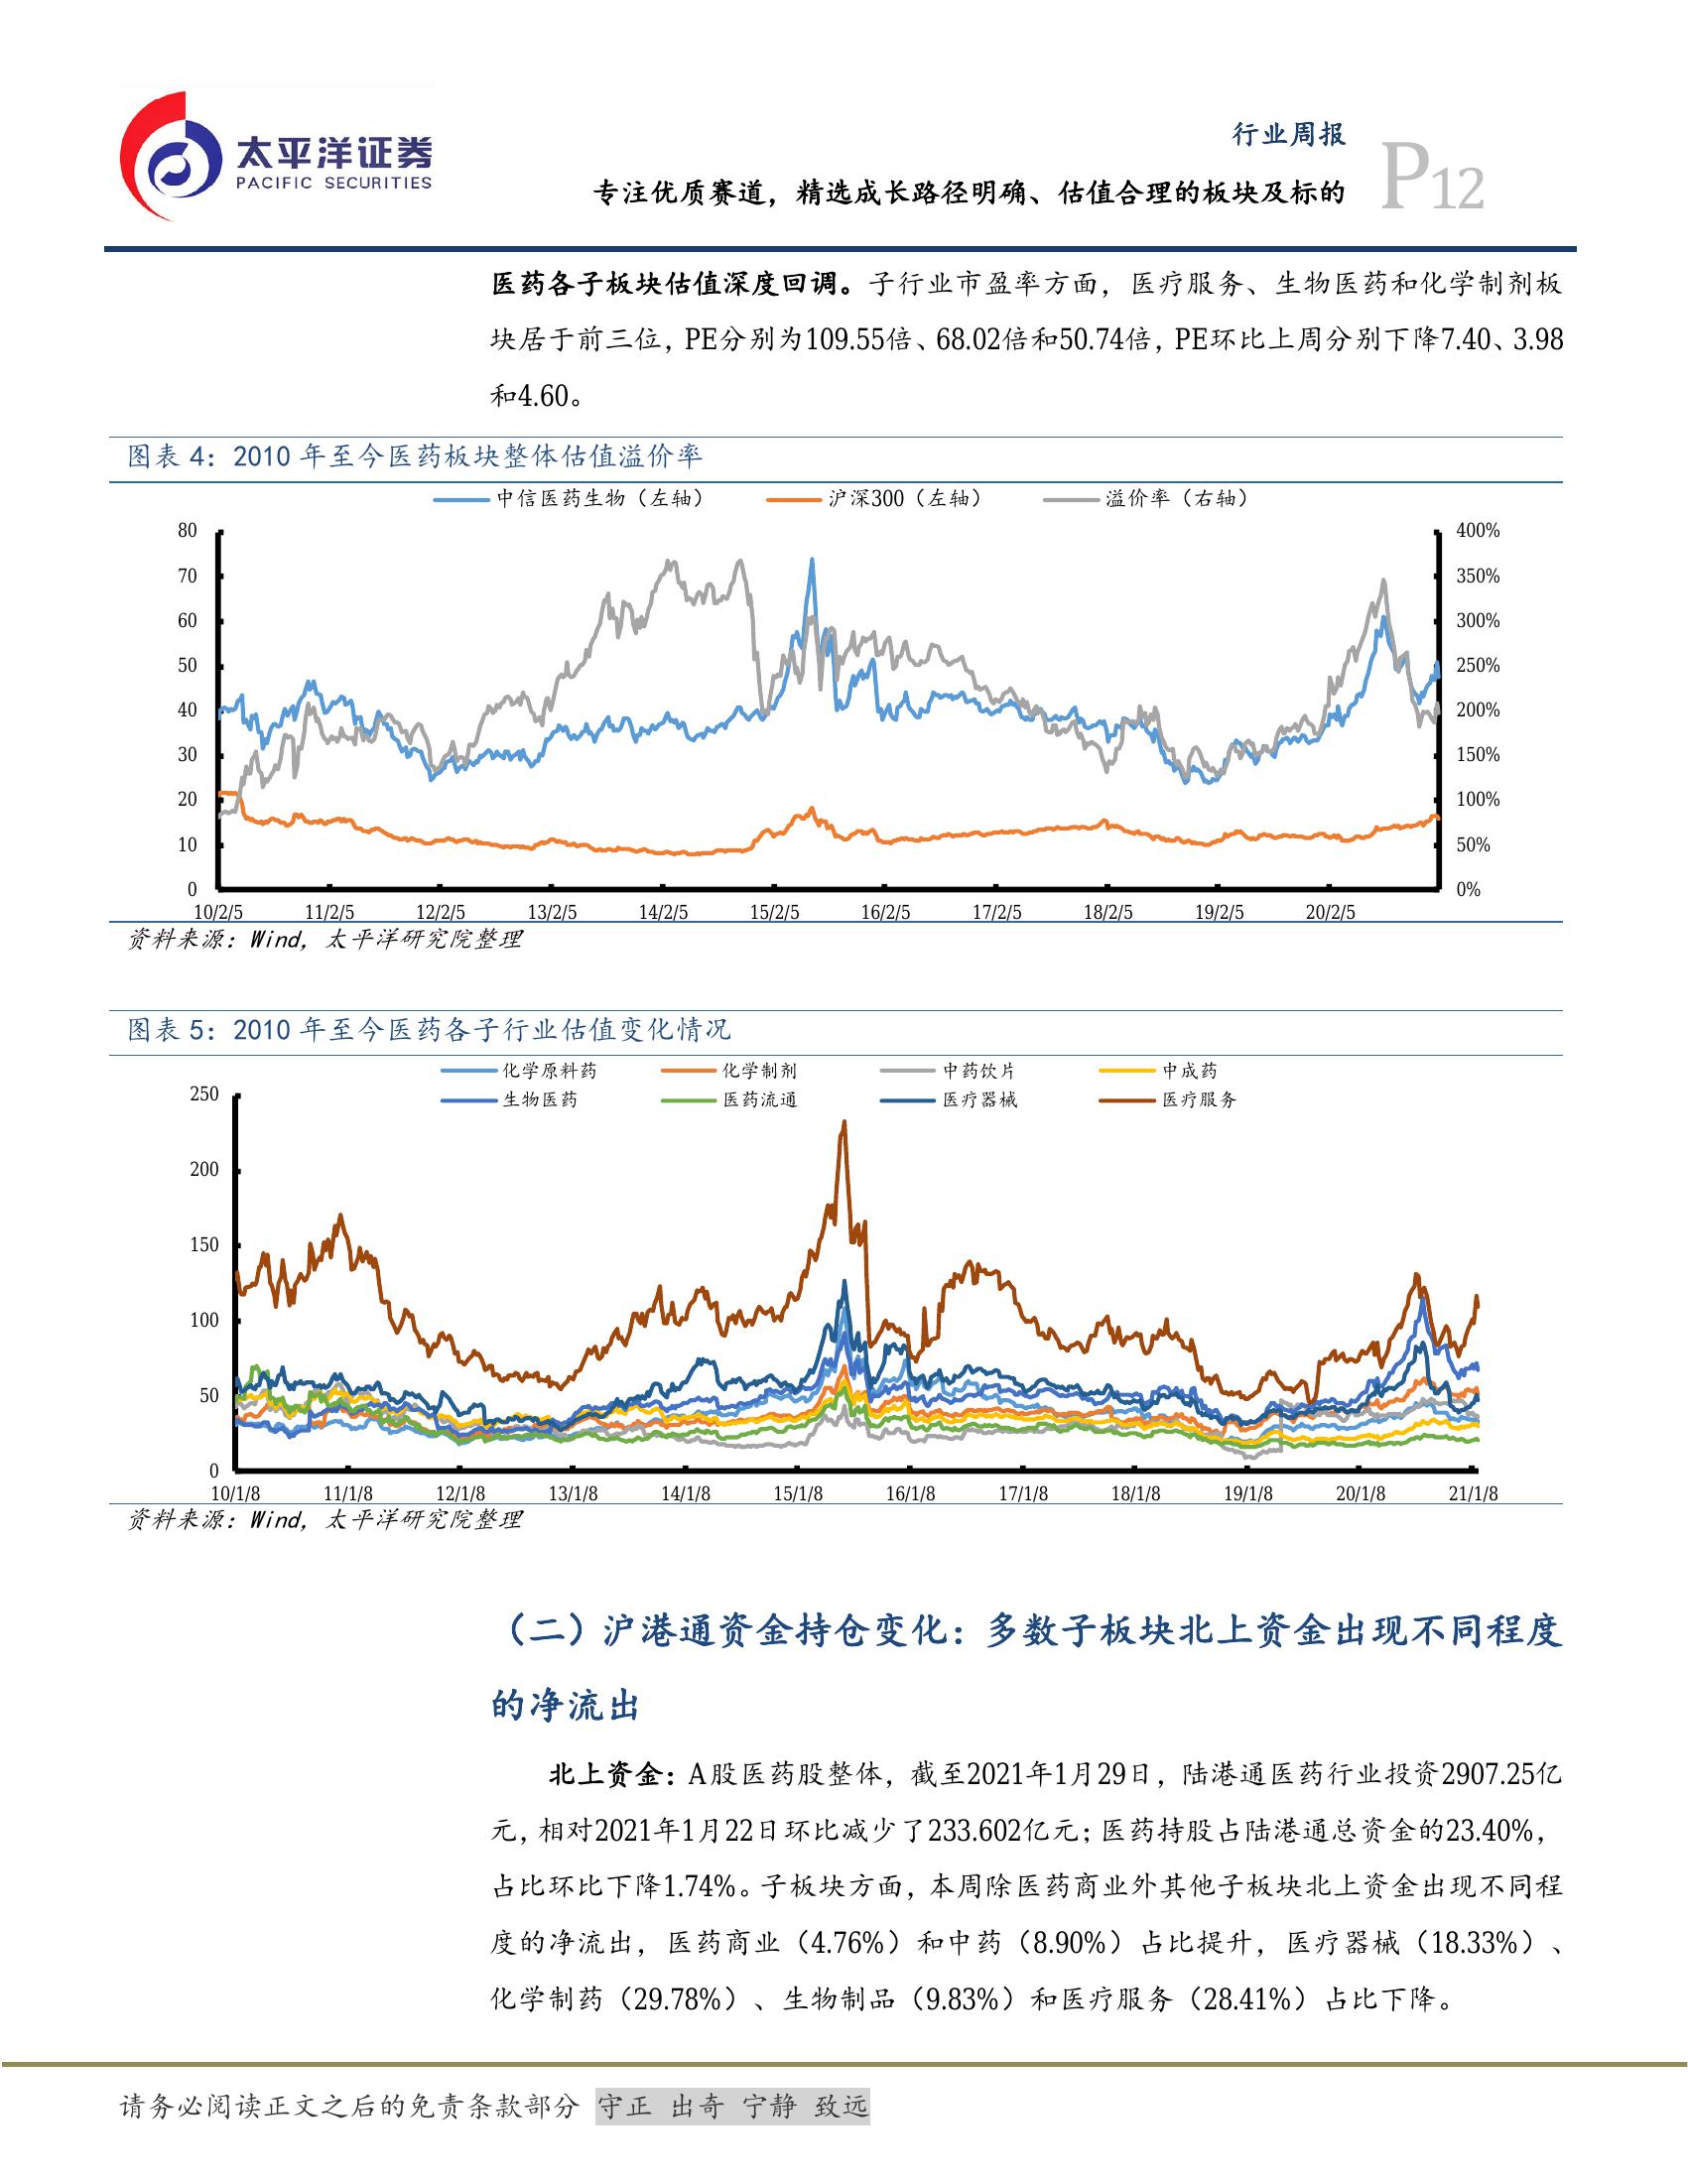 太平洋证券
PACIFIC SECURITIES
行业周报
专注优质赛道，精选成长路径明确、估值合理的板块及标的
P12
医药各子板块估值深度回调。子行业市盈率方面，医疗服务、生物医药和化学制剂板
块居于前三位，PE分别为109.55倍、68.02倍和50.74倍，PE环比上周分别下降7.40、3.98
和4.60。
图表 4：2010 年至今医药板块整体估值溢价率
中信医药生物（左轴） 沪深300（左轴） 溢价率（右轴）
80 400%
70 350%
60 300%
50 250%
40 200%
30 150%
20 100%
10 50%
0 0%
10/2/5 11/2/5 12/2/5 13/2/5 14/2/5 15/2/5 16/2/5 17/2/5 18/2/5 19/2/5 20/2/5
资料来源：Wind，太平洋研究院整理
图表 5：2010 年至今医药各子行业估值变化情况
化学原料药 化学制剂 中药饮片 中成药
生物医药 医药流通 医疗器械 医疗服务
250
200
150
100
50
0
10/1/8 11/1/8 12/1/8 13/1/8 14/1/8 15/1/8 16/1/8 17/1/8 18/1/8 19/1/8 20/1/8 21/1/8
资料来源：Wind，太平洋研究院整理
（二）沪港通资金持仓变化：多数子板块北上资金出现不同程度
的净流出
北上资金：A股医药股整体，截至2021年1月29日，陆港通医药行业投资2907.25亿
元，相对2021年1月22日环比减少了233.602亿元；医药持股占陆港通总资金的23.40%，
占比环比下降1.74%。子板块方面，本周除医药商业外其他子板块北上资金出现不同程
度的净流出，医药商业（4.76%）和中药（8.90%）占比提升，医疗器械（18.33%）、
化学制药（29.78%）、生物制品（9.83%）和医疗服务（28.41%）占比下降。
请务必阅读正文之后的免责条款部分 守正 出奇 宁静 致远